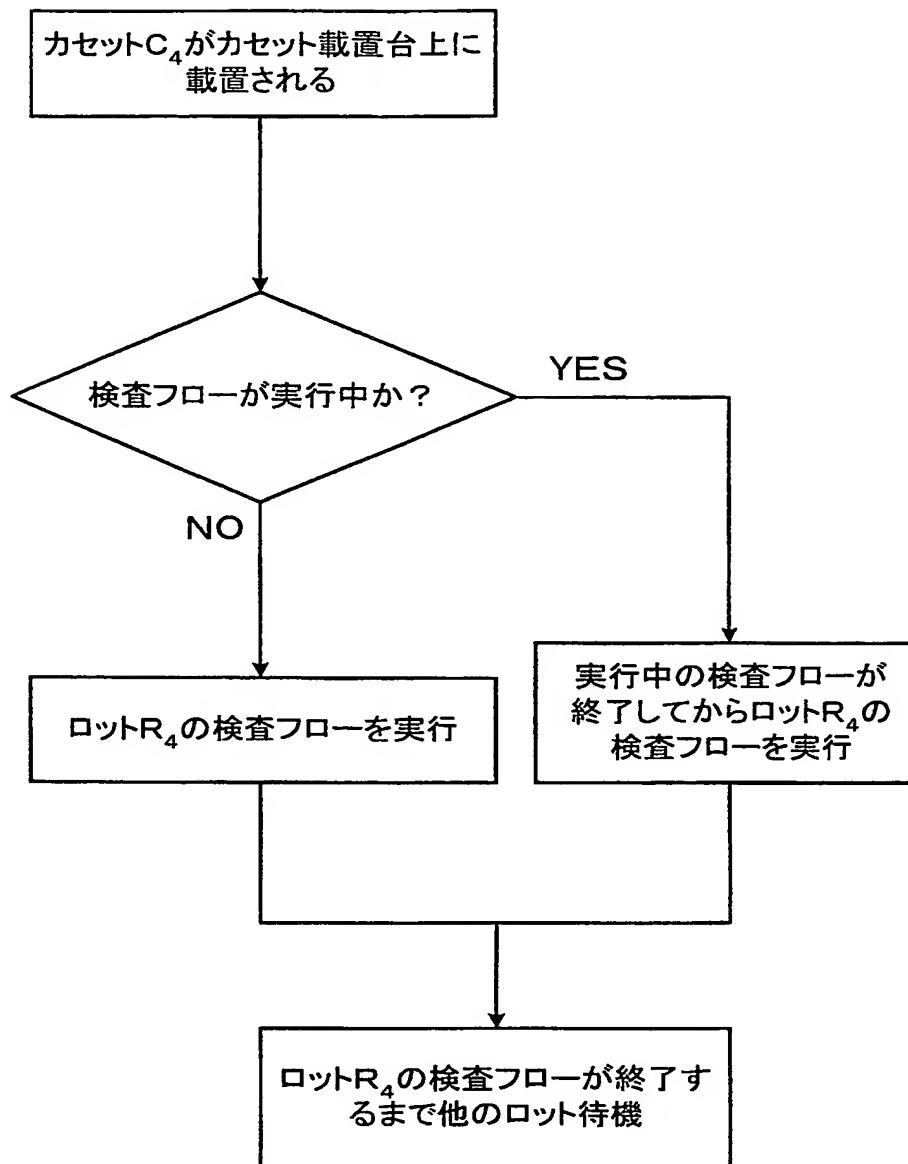 カセットC₄がカセット載置台上に
載置される
検査フローが実行中か？
YES
NO
ロットR₄の検査フローを実行
実行中の検査フローが
終了してからロットR₄の
検査フローを実行
ロットR₄の検査フローが終了す
るまで他のロット待機